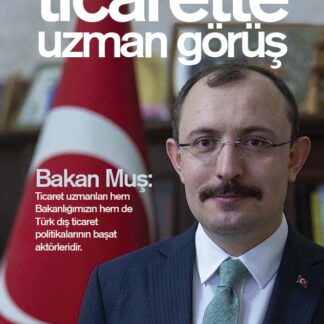 ticarette
uzman görüş
Bakan Muş:
Ticaret uzmanları hem
Bakanlığımızın hem de
Türk dış ticaret
politikalarının başat
aktörleridir.